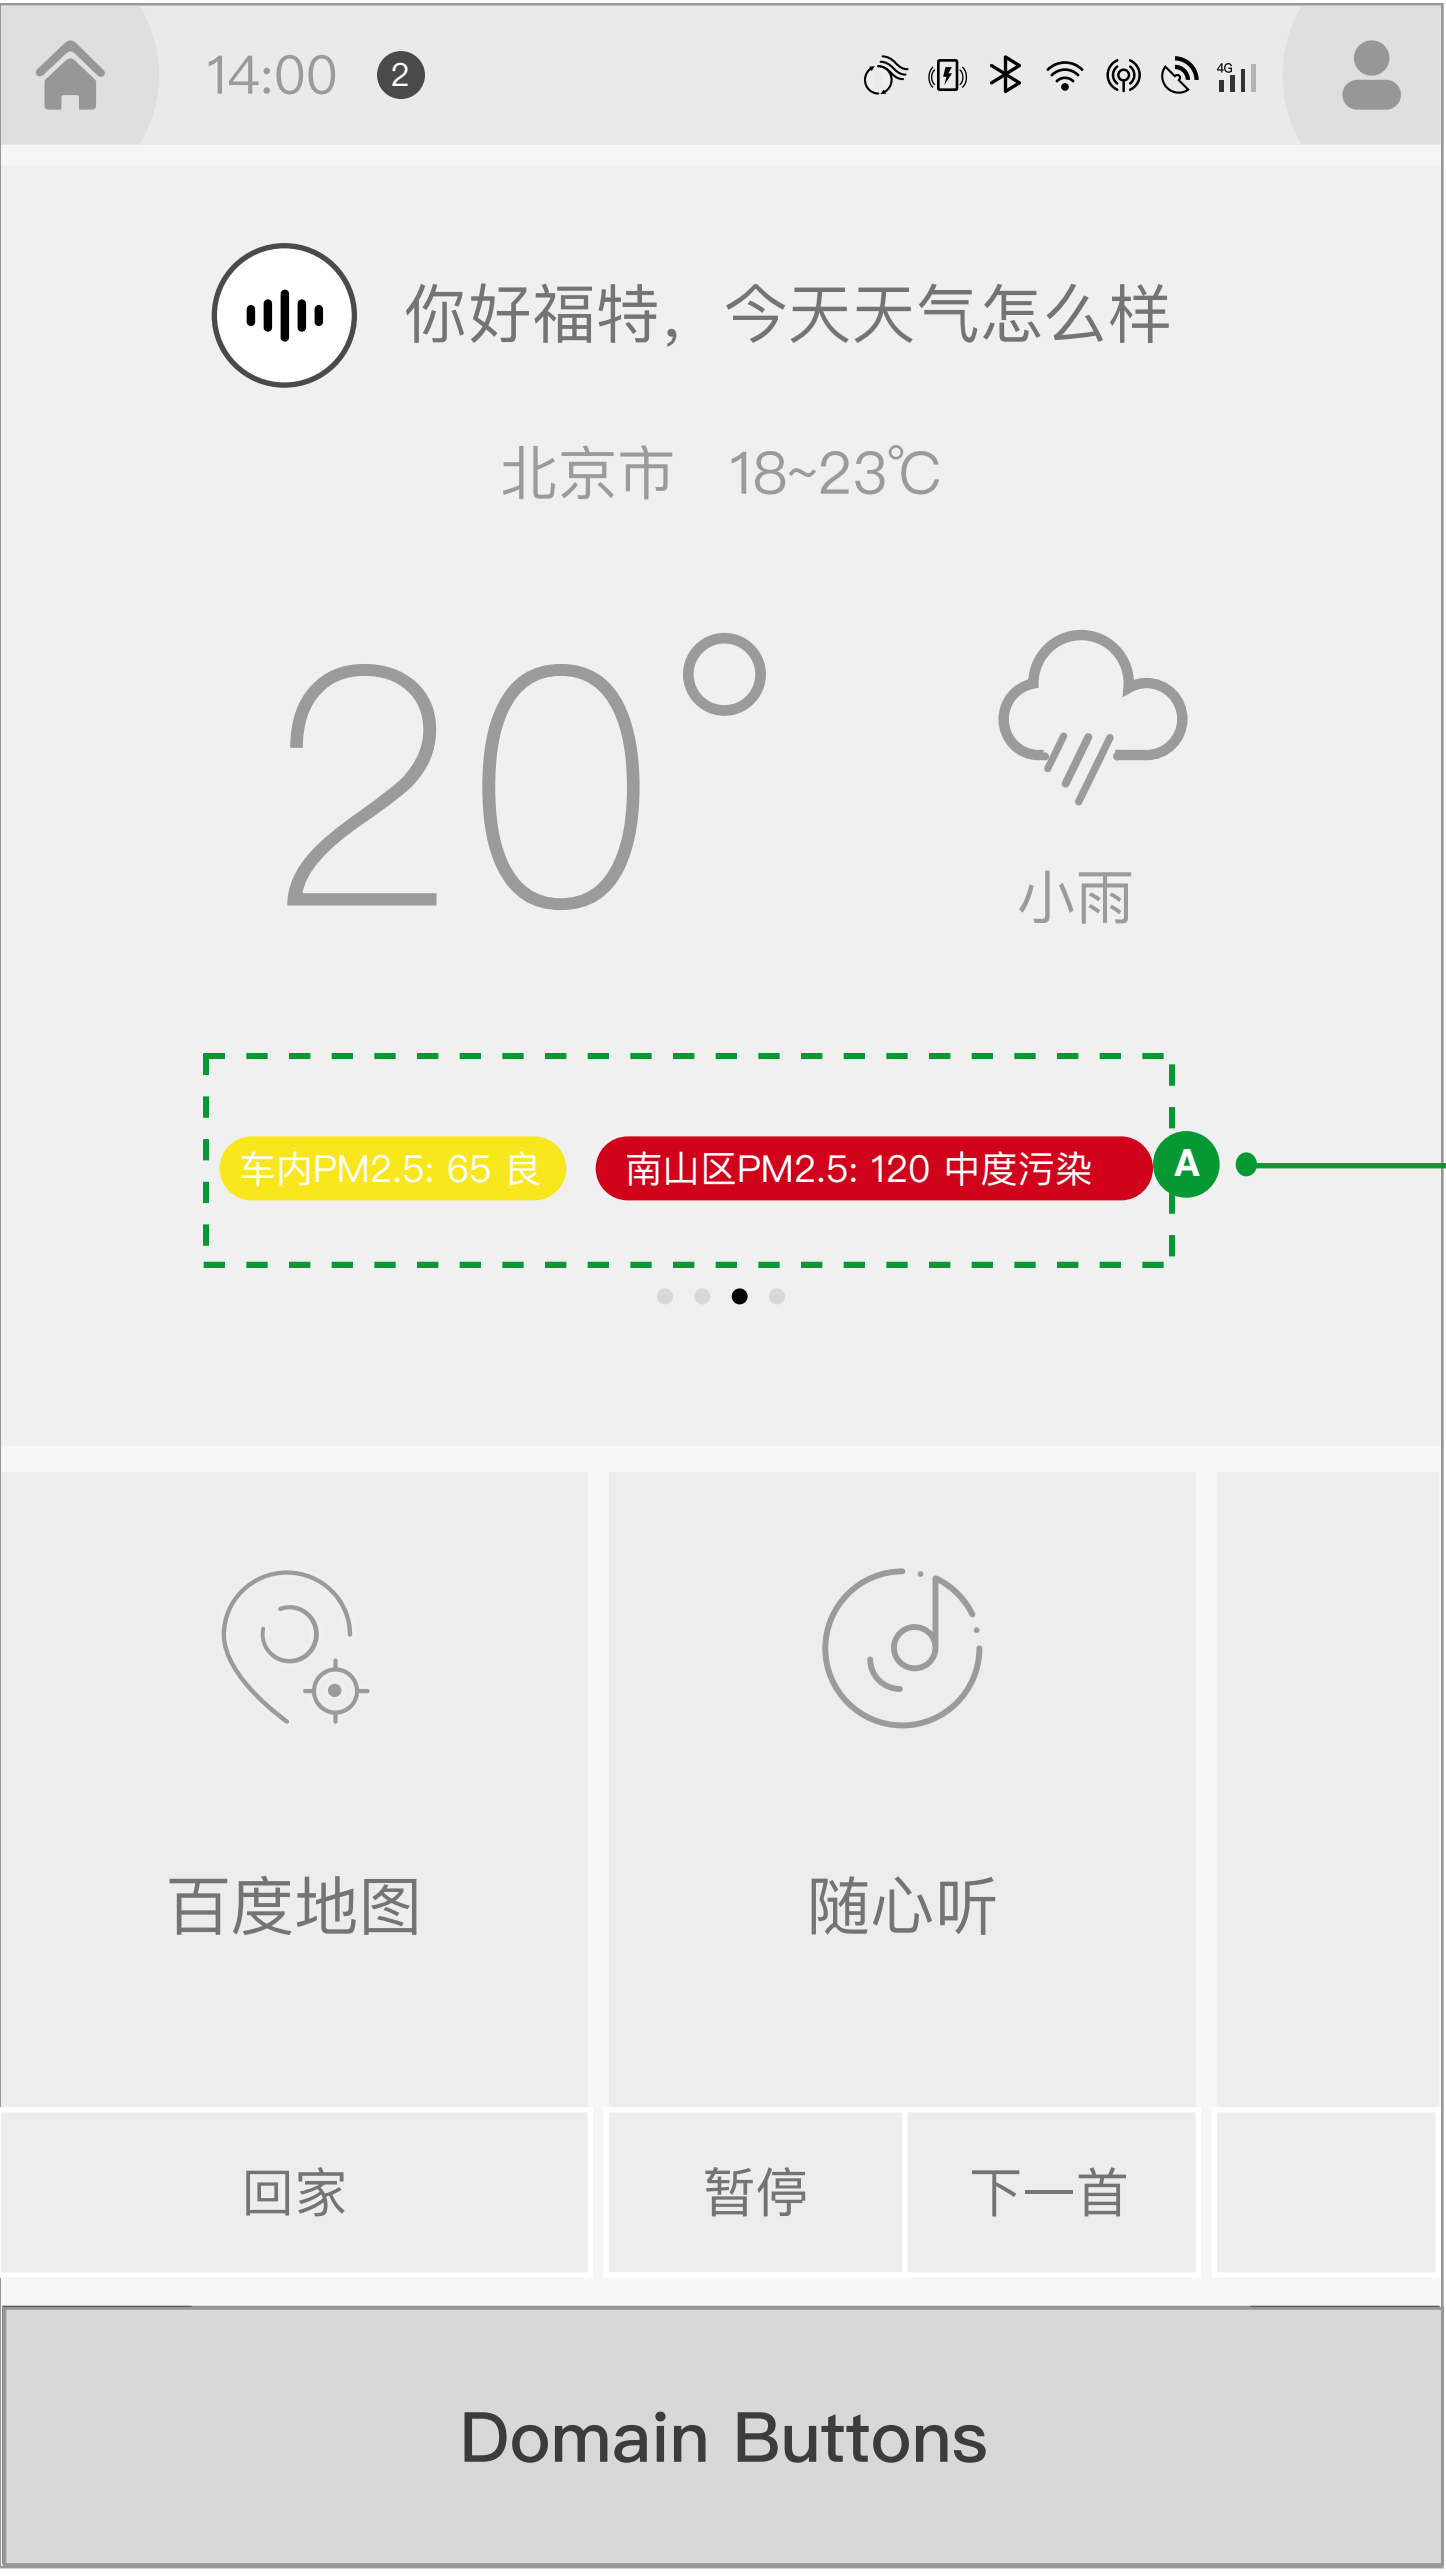 14:00 2 4G
你好福特，今天天气怎么样
北京市 18~23℃
20°
小雨
车内PM2.5: 65 良 南山区PM2.5: 120 中度污染 A
百度地图 随心听
回家 暂停 下一首
Domain Buttons